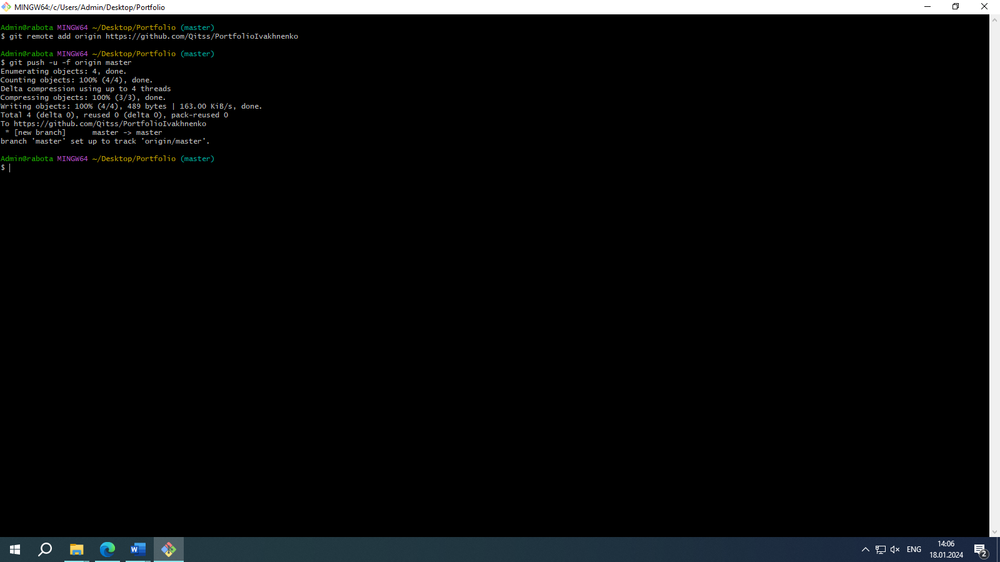 MINGW64:/c/Users/Admin/Desktop/Portfolio
Admin@rabota MINGW64 ~/Desktop/Portfolio (master)
$ git remote add origin https://github.com/Qitss/PortfolioIvakhnenko
Admin@rabota MINGW64 ~/Desktop/Portfolio (master)
$ git push -u -f origin master
Enumerating objects: 4, done.
Counting objects: 100% (4/4), done.
Delta compression using up to 4 threads
Compressing objects: 100% (3/3), done.
Writing objects: 100% (4/4), 489 bytes | 163.00 KiB/s, done.
Total 4 (delta 0), reused 0 (delta 0), pack-reused 0
To https://github.com/Qitss/PortfolioIvakhnenko
 * [new branch]      master -> master
branch 'master' set up to track 'origin/master'.
Admin@rabota MINGW64 ~/Desktop/Portfolio (master)
$
W
ENG
14:06
18.01.2024
2